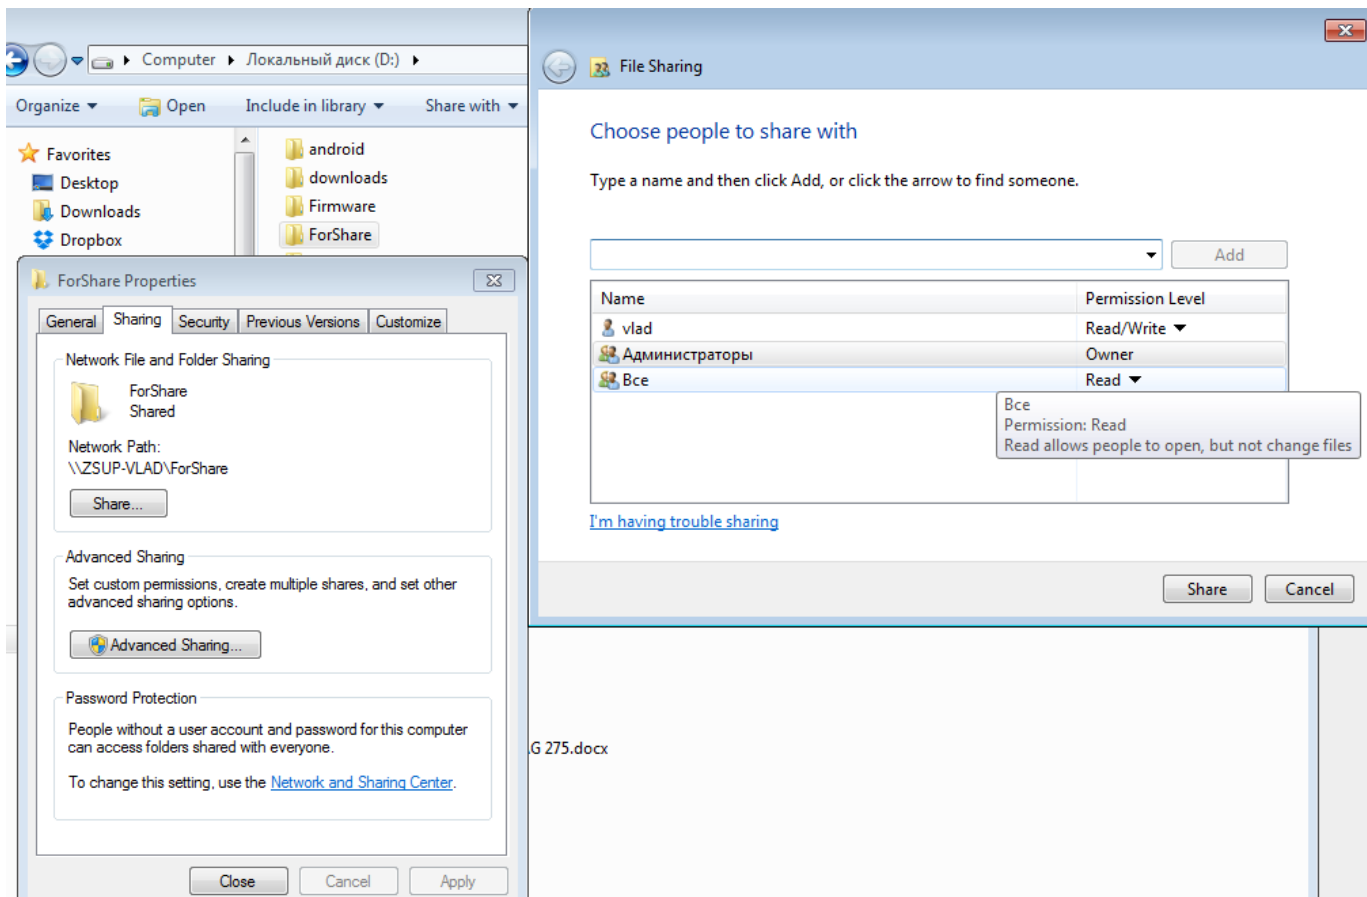 Computer
Локальный диск (D:)
Organize
Open
Include in library
Share with
Favorites
Desktop
Downloads
Dropbox
android
downloads
Firmware
ForShare
ForShare Properties
General
Sharing
Security
Previous Versions
Customize
Network File and Folder Sharing
ForShare
Shared
Network Path:
\\ZSUP-VLAD\ForShare
Share...
Advanced Sharing
Set custom permissions, create multiple shares, and set other
advanced sharing options.
Advanced Sharing...
Password Protection
People without a user account and password for this computer
can access folders shared with everyone.
To change this setting, use the Network and Sharing Center.
Close
Cancel
Apply
File Sharing
Choose people to share with
Type a name and then click Add, or click the arrow to find someone.
Add
Name
Permission Level
vlad
Read/Write
Администраторы
Owner
Все
Read
Все
Permission: Read
Read allows people to open, but not change files
I'm having trouble sharing
Share
Cancel
G 275.docx